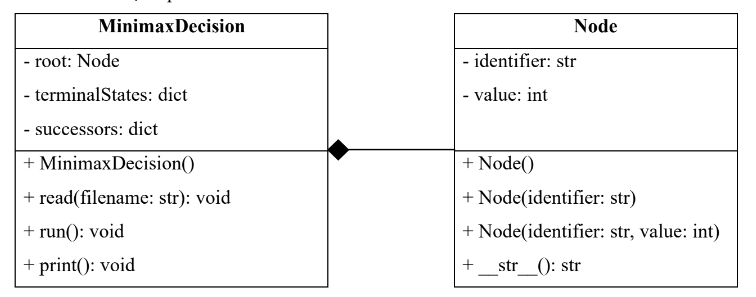 MinimaxDecision
- root: Node
- terminalStates: dict
- successors: dict
+ MinimaxDecision()
+ read(filename: str): void
+ run(): void
+ print(): void
Node
- identifier: str
- value: int
+ Node()
+ Node(identifier: str)
+ Node(identifier: str, value: int)
+ __str__(): str